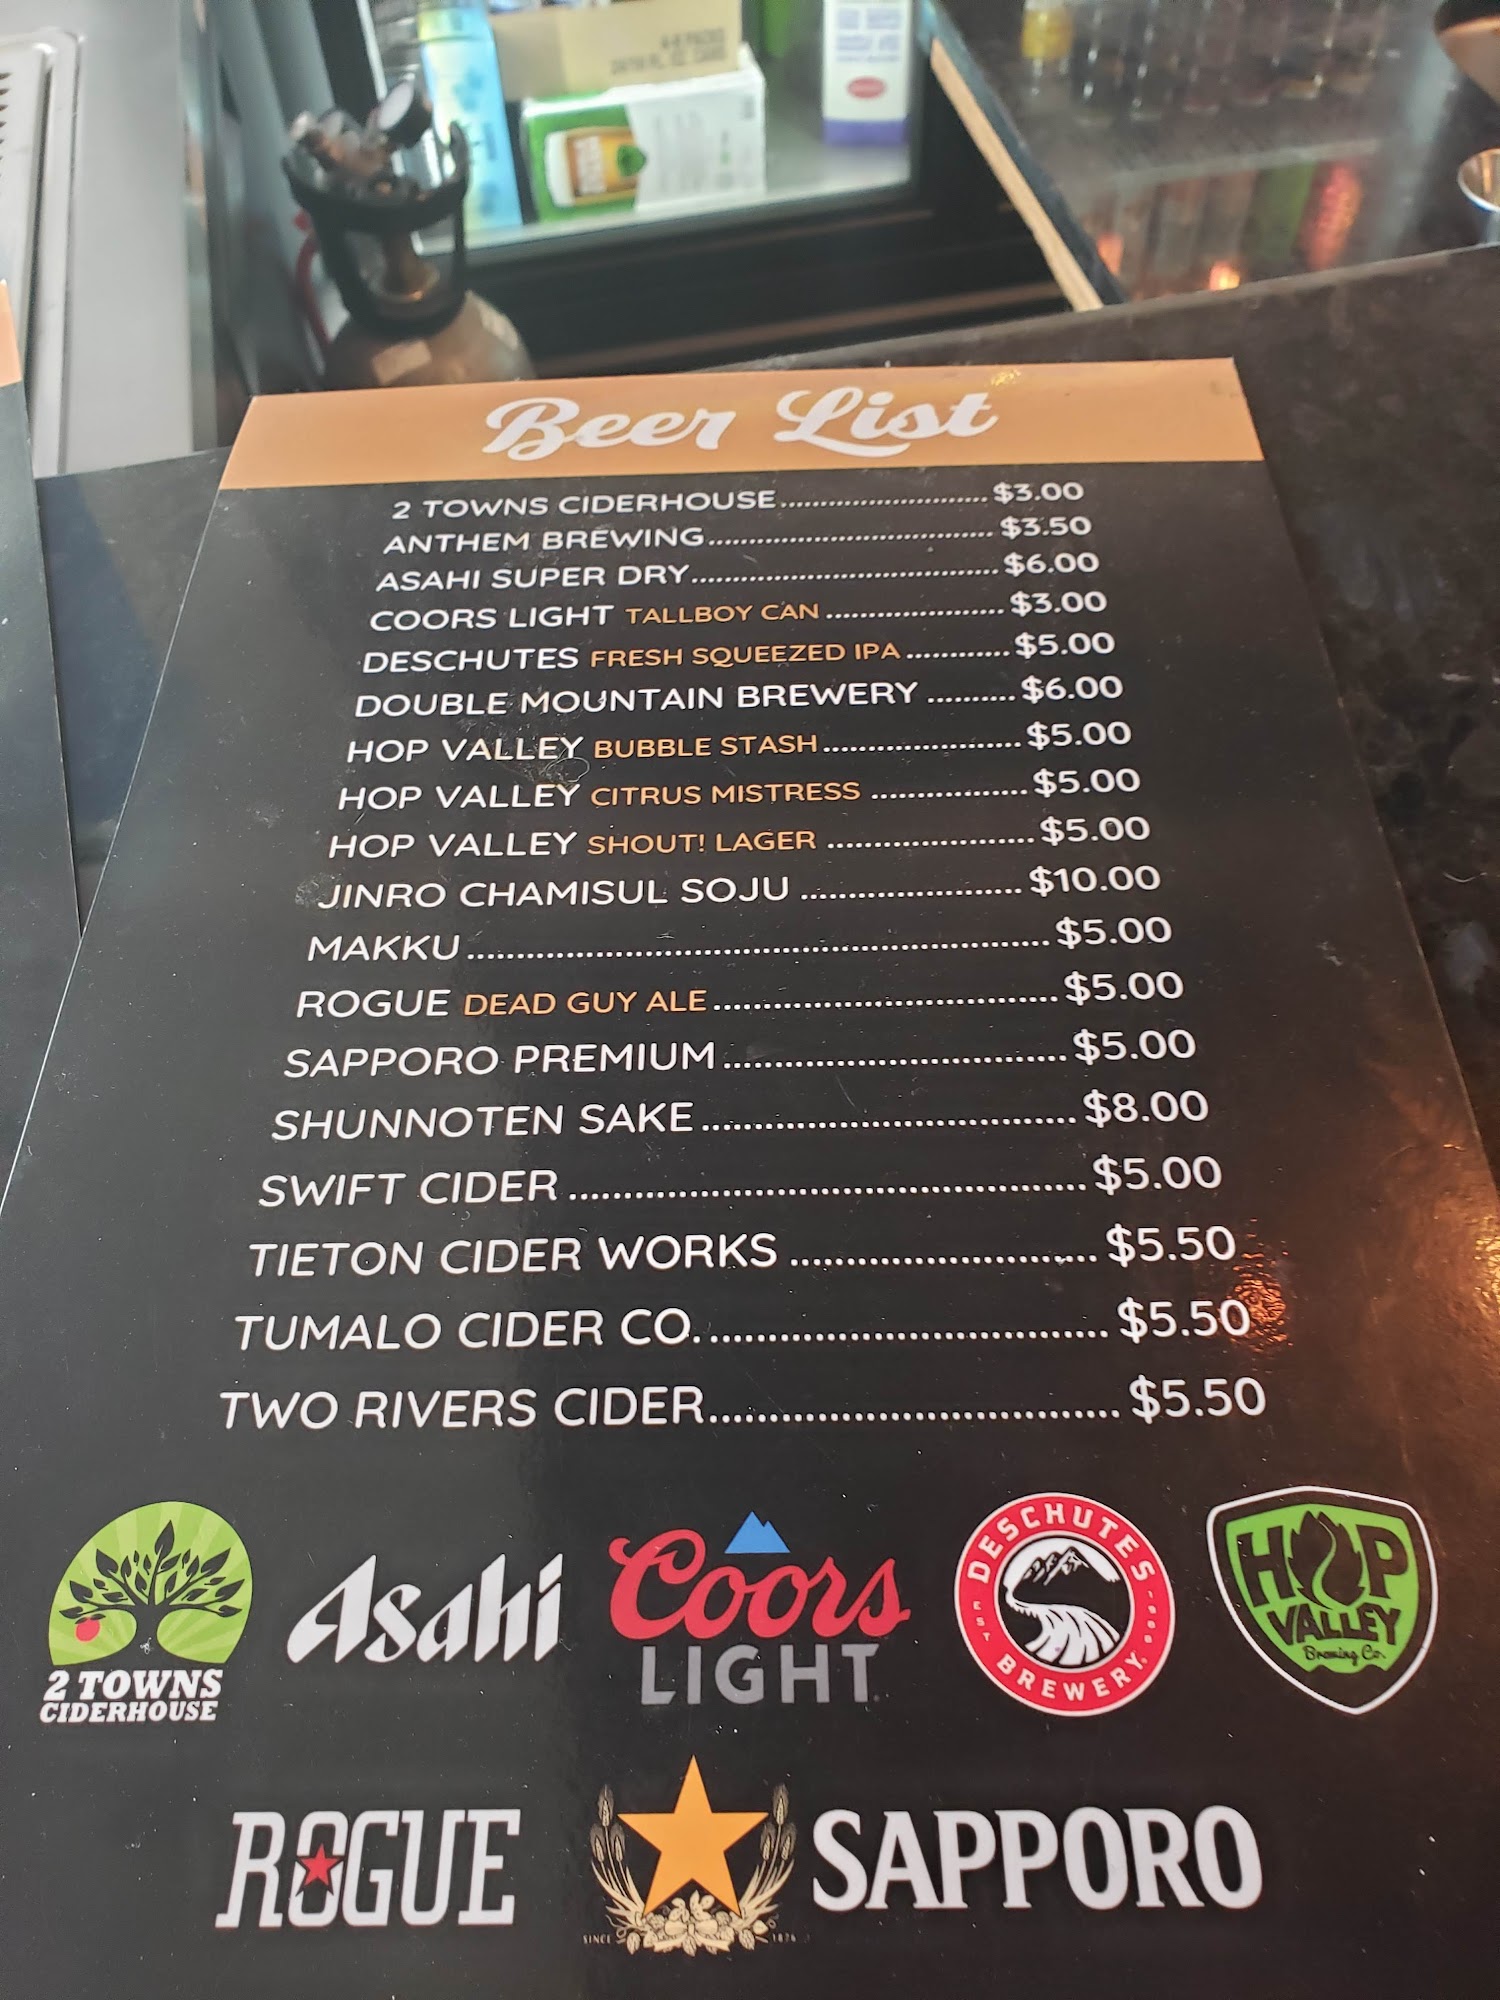 Beer List
2 TOWNS CIDERHOUSE......................... $3.00
ANTHEM BREWING................................... $3.50
ASAHI SUPER DRY...................................... $6.00
COORS LIGHT TALLBOY CAN ...................... $3.00
DESCHUTES FRESH SQUEEZED IPA ............. $5.00
DOUBLE MOUNTAIN BREWERY .......... $6.00
HOP VALLEY BUBBLE STASH ...................... $5.00
HOP VALLEY CITRUS MISTRESS ................. $5.00
HOP VALLEY SHOUT! LAGER ...................... $5.00
JINRO CHAMISUL SOJU ....................... $10.00
MAKKU ........................................................... $5.00
ROGUE DEAD GUY ALE ................................... $5.00
SAPPORO PREMIUM ................................. $5.00
SHUNNOTEN SAKE ................................... $8.00
SWIFT CIDER ............................................... $5.00
TIETON CIDER WORKS ............................ $5.50
TUMALO CIDER CO. .................................... $5.50
TWO RIVERS CIDER................................... $5.50
2 TOWNS
CIDERHOUSE
Asahi
Coors
LIGHT
DESCHUTES
BREWERY
EST
HOP
VALLEY
Brewing Co.
ROGUE
SINCE 1876
SAPPORO